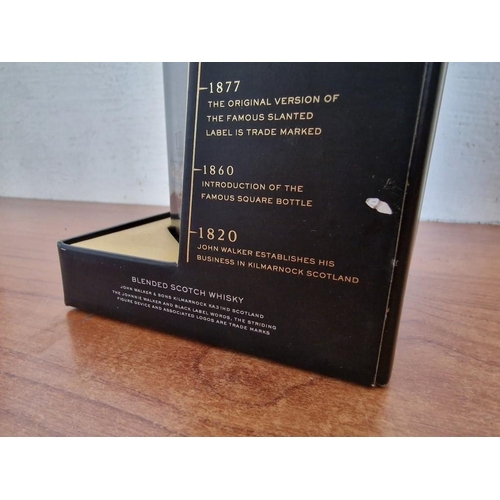 1877
THE ORIGINAL VERSION OF
THE FAMOUS SLANTED
LABEL IS TRADE MARKED
1860
INTRODUCTION OF THE
FAMOUS SQUARE BOTTLE
1820
JOHN WALKER ESTABLISHES HIS
BUSINESS IN KILMARNOCK SCOTLAND
BLENDED SCOTCH WHISKY
JOHN WALKER & SONS KILMARNOCK KA3 1HD SCOTLAND
THE JOHNNIE WALKER AND BLACK LABEL WORDS, THE STRIDING
FIGURE DEVICE AND ASSOCIATED LOGOS ARE TRADE MARKS